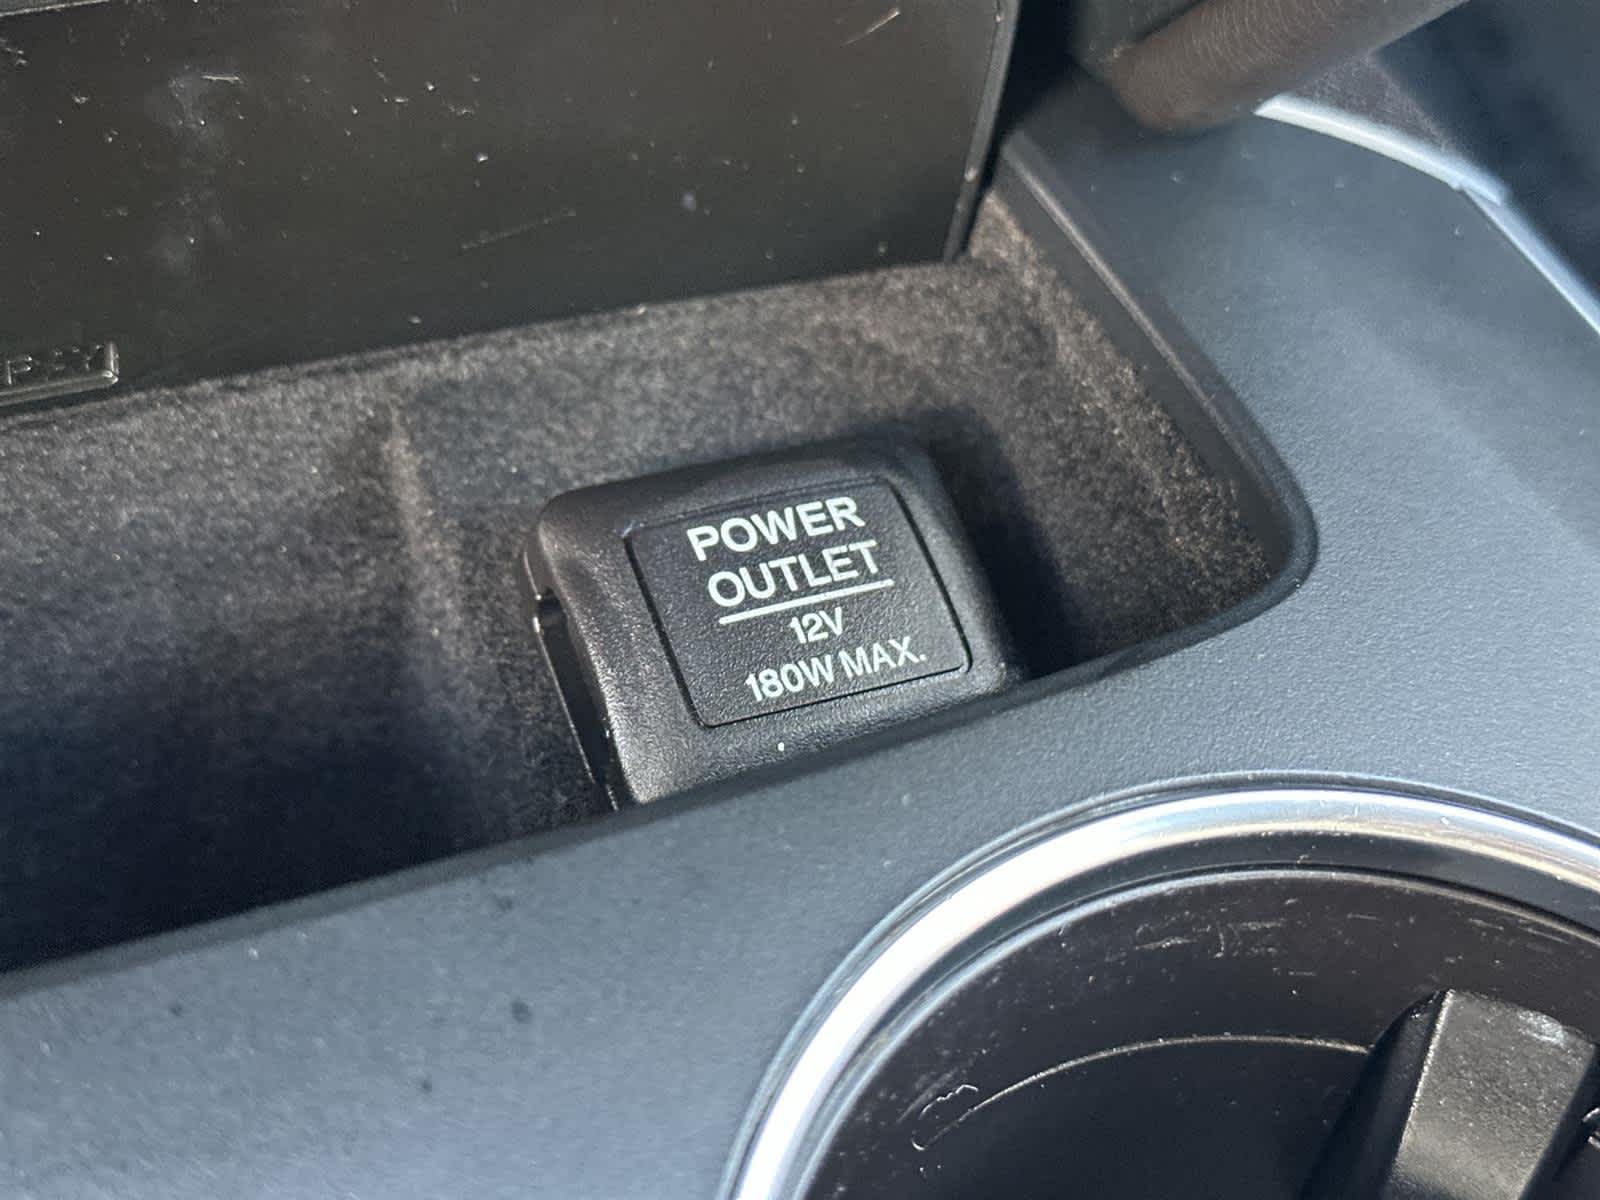 POWER
OUTLET
12V
180W MAX.